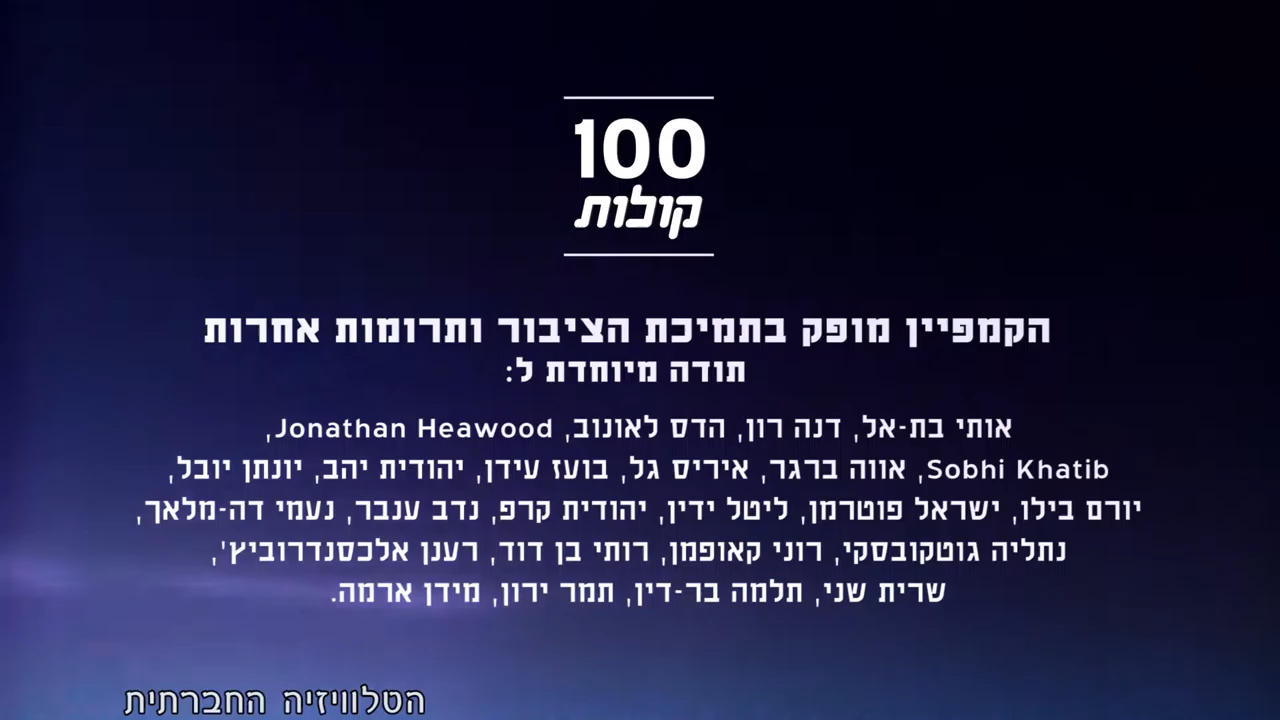 100
קולות
הקמפיין מופק בתמיכת הציבור ותרומות אחרות
תודה מיוחדת ל:
אותי בת-אל, דנה רון, הדס לאונוב, Jonathan Heawood,
Sobhi Khatib, אווה ברגר, איריס גל, בועז עידן, יהודית יהב, יונתן יובל,
יורם בילו, ישראל פוטרמן, ליטל ידין, יהודית קרפ, נדב ענבר, נעמי דה-מלאך,
נתליה גוטקובסקי, רוני קאופמן, רותי בן דוד, רענן אלכסנדרוביץ',
שרית שני, תלמה בר-דין, תמר ירון, מידן ארמה.
הטלוויזיה החברתית